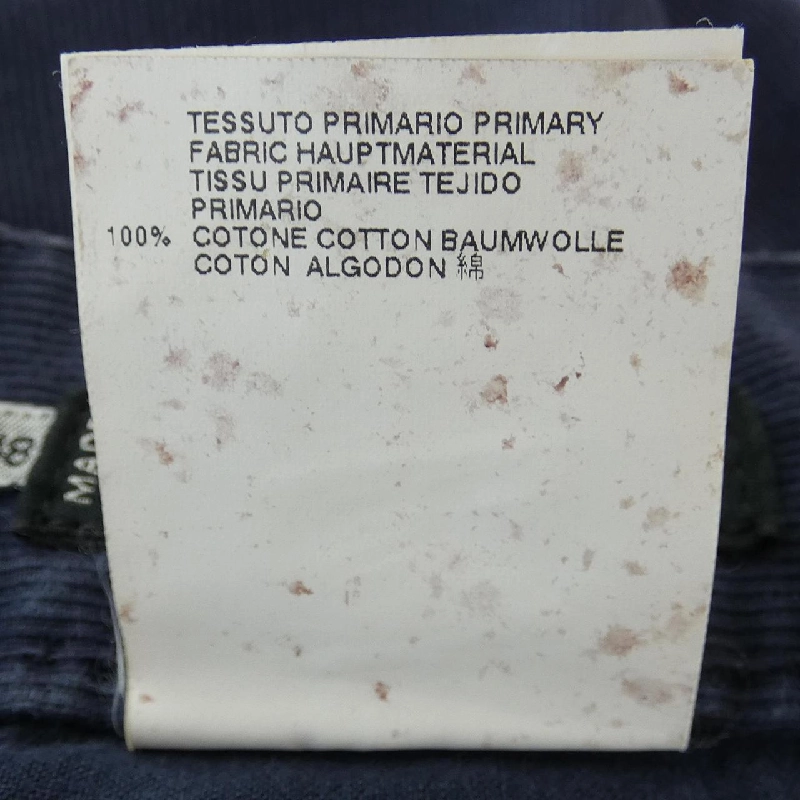 TESSUTO PRIMARIO PRIMARY
FABRIC HAUPTMATERIAL
TISSU PRIMAIRE TEJIDO
PRIMARIO
100% COTONE COTTON BAUMWOLLE
COTON ALGODON 綿